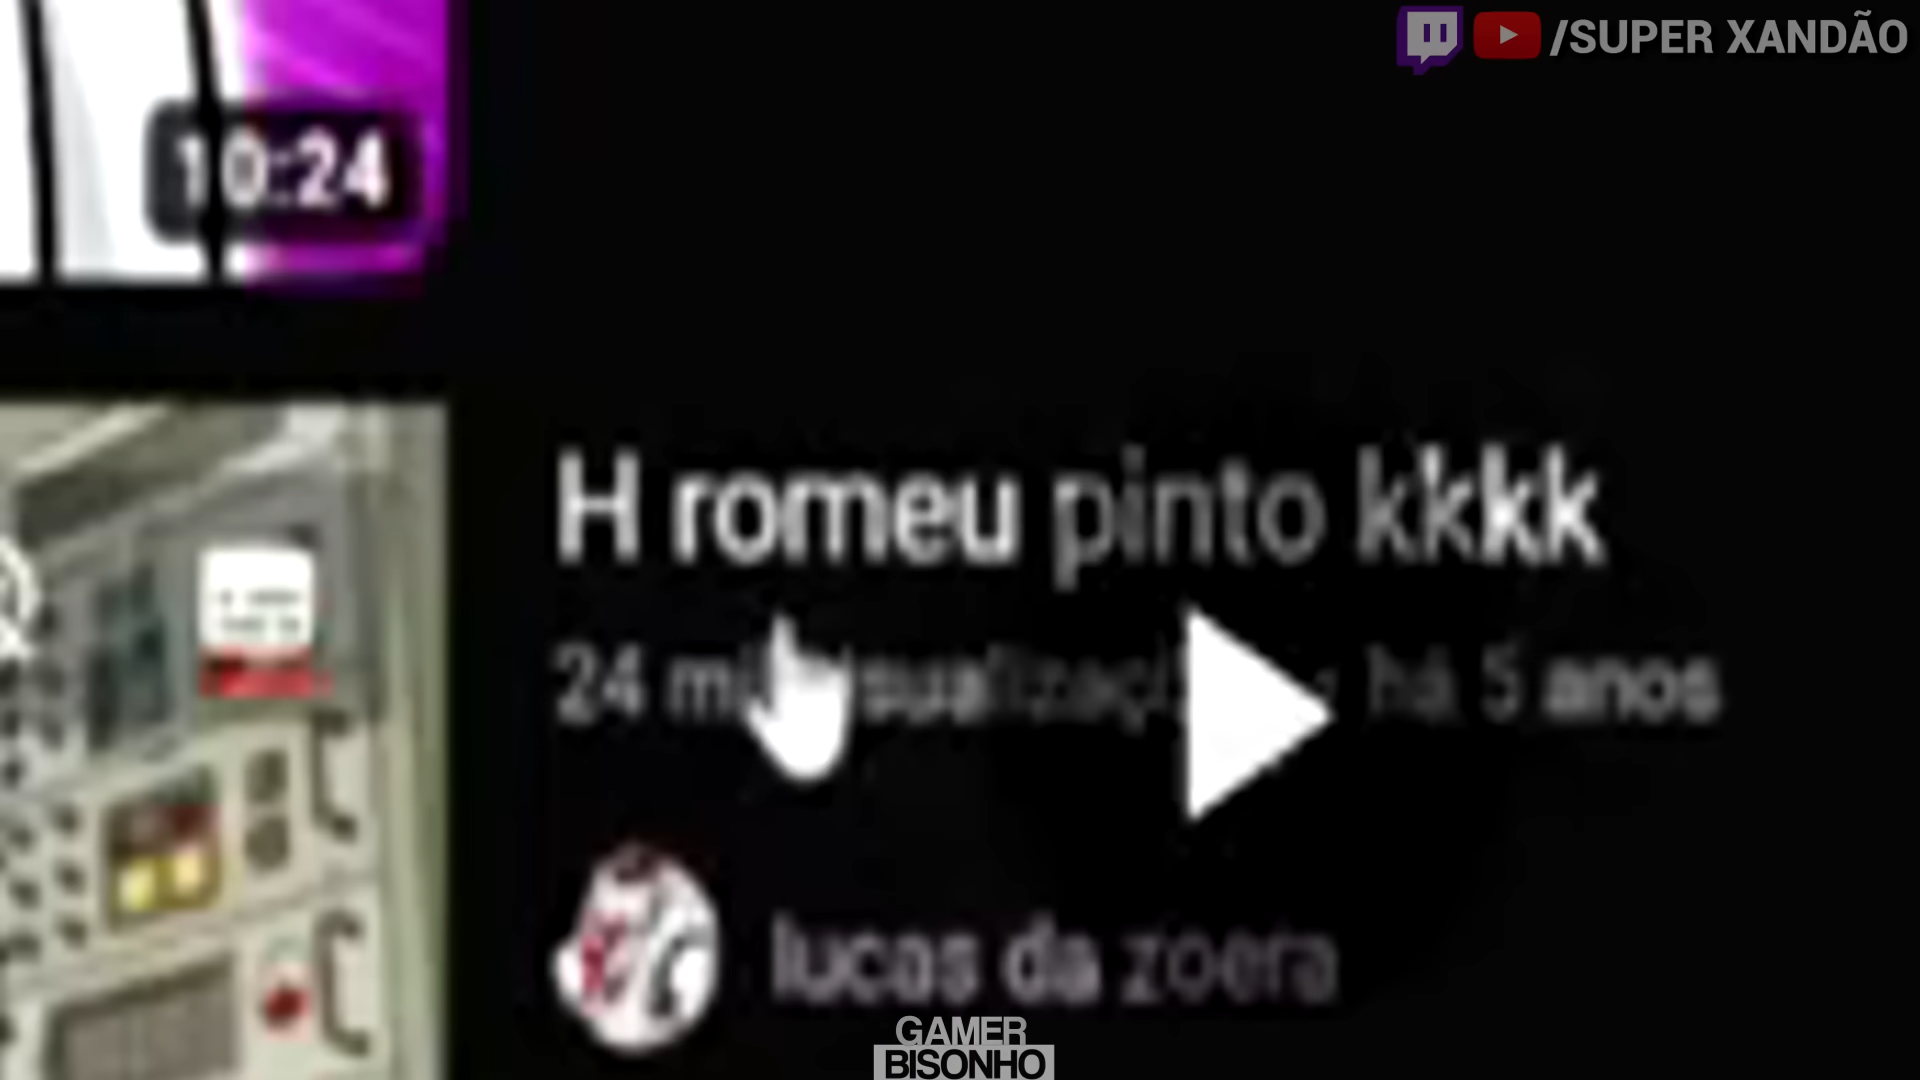 /SUPER XANDÃO
10:24
H romeu pinto kkkk
24 mi há 5 anos
lucas da zoera
GAMER
BISONHO